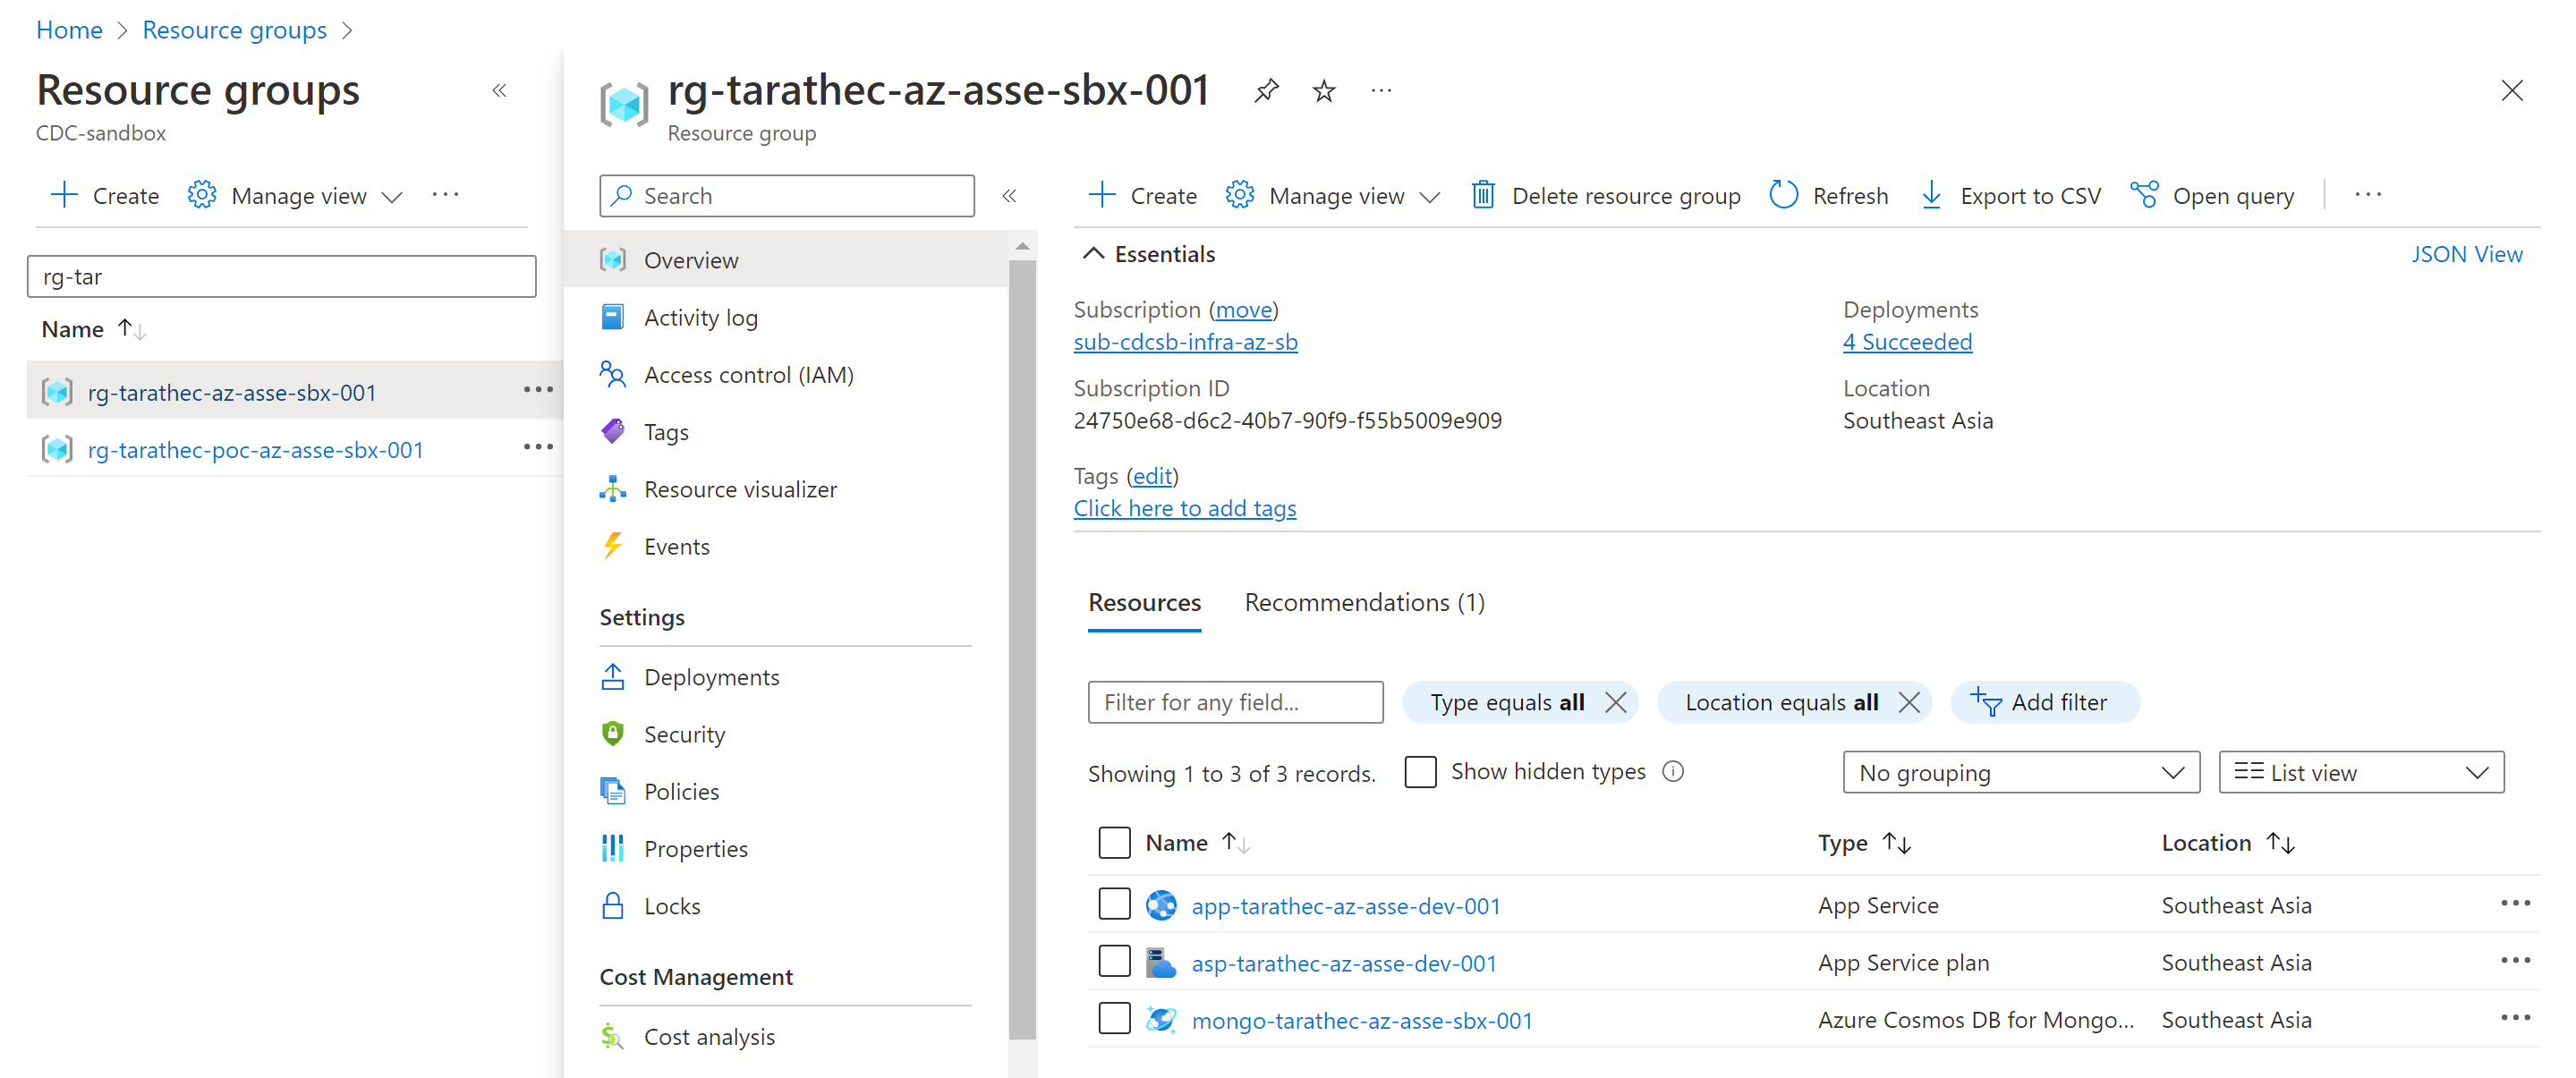 Home > Resource groups >
Resource groups
CDC-sandbox
Create Manage view
rg-tar
Name
rg-tarathec-az-asse-sbx-001
rg-tarathec-poc-az-asse-sbx-001
rg-tarathec-az-asse-sbx-001
Resource group
Search
Overview
Activity log
Access control (IAM)
Tags
Resource visualizer
Events
Settings
Deployments
Security
Policies
Properties
Locks
Cost Management
Cost analysis
Create Manage view Delete resource group Refresh Export to CSV Open query
Essentials
JSON View
Subscription (move)
sub-cdcsb-infra-az-sb
Subscription ID
24750e68-d6c2-40b7-90f9-f55b5009e909
Tags (edit)
Click here to add tags
Deployments
4 Succeeded
Location
Southeast Asia
Resources Recommendations (1)
Filter for any field... Type equals all Location equals all Add filter
Showing 1 to 3 of 3 records. Show hidden types No grouping List view
Name Type Location
app-tarathec-az-asse-dev-001 App Service Southeast Asia
asp-tarathec-az-asse-dev-001 App Service plan Southeast Asia
mongo-tarathec-az-asse-sbx-001 Azure Cosmos DB for Mongo... Southeast Asia